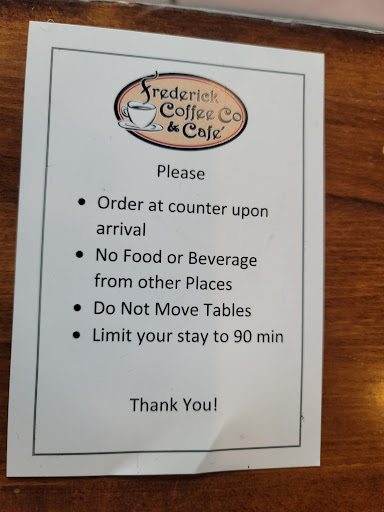 Frederick
Coffee Co
& Café
Please
• Order at counter upon
arrival
• No Food or Beverage
from other Places
• Do Not Move Tables
• Limit your stay to 90 min
Thank You!